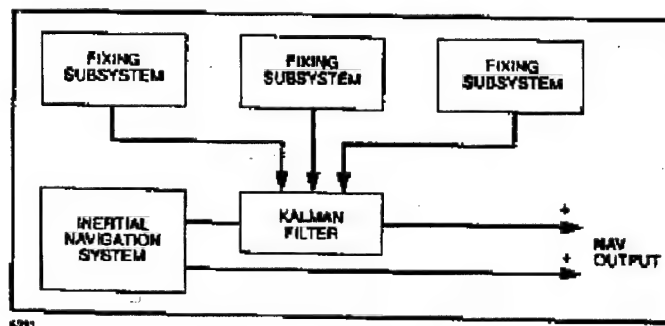 FIXING
SUBSYSTEM
FIXING
SUBSYSTEM
FIXING
SUBSYSTEM
INERTIAL
NAVIGATION
SYSTEM
KALMAN
FILTER
+
+
NAV
OUTPUT